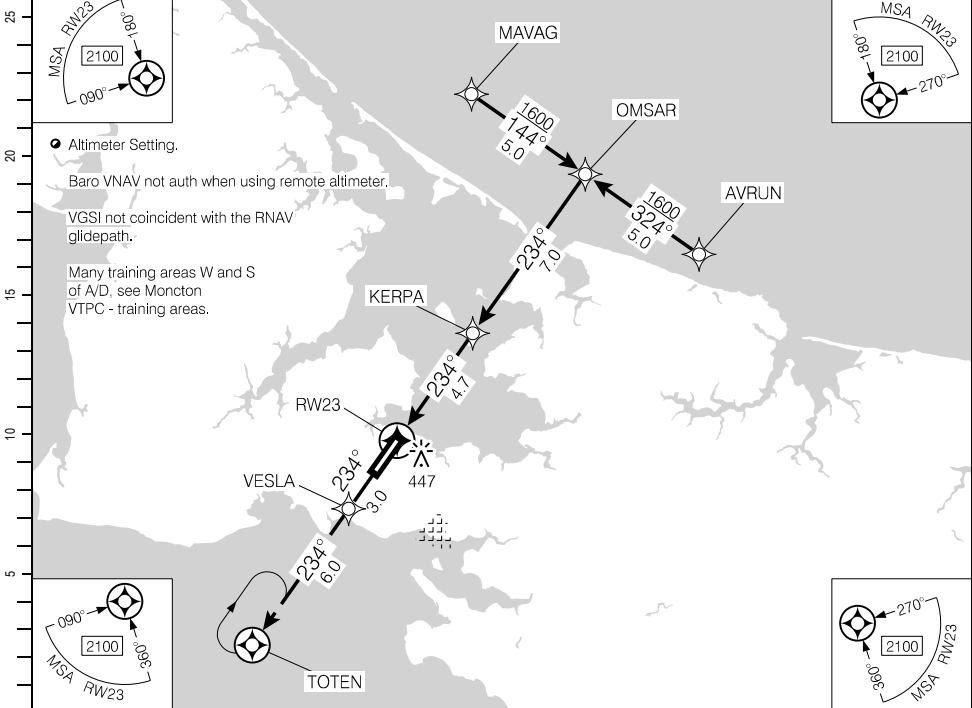 25
20
15
10
5
MSA RW23
180°
2100
090°
MSA RW23
180°
2100
270°
Altimeter Setting.
Baro VNAV not auth when using remote altimeter.
VGSI not coincident with the RNAV
glidepath.
Many training areas W and S
of A/D, see Moncton
VTPC - training areas.
MAVAG
1600
144°
5.0
OMSAR
AVRUN
1600
324°
5.0
234°
7.0
KERPA
234°
4.7
RW23
447
234°
3.0
VESLA
234°
6.0
TOTEN
090°
2100
360°
MSA RW23
270°
2100
360°
MSA RW23